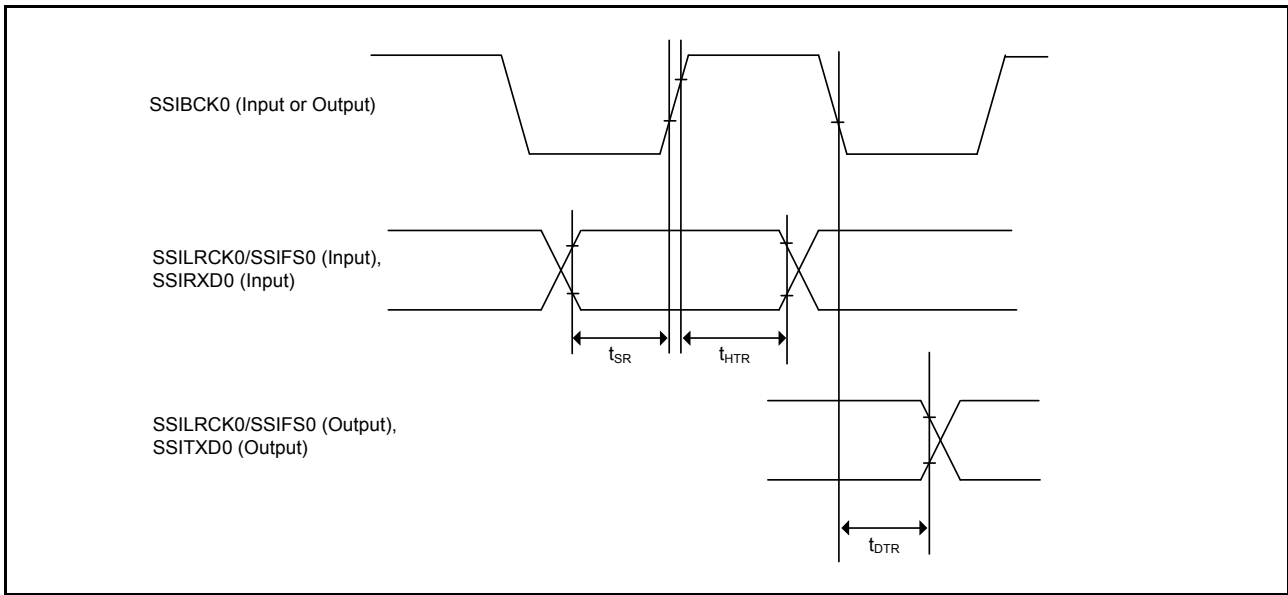 SSIBCK0 (Input or Output)
SSILRCK0/SSIFS0 (Input),
SSIRXD0 (Input)
tSR
tHTR
SSILRCK0/SSIFS0 (Output),
SSITXD0 (Output)
tDTR